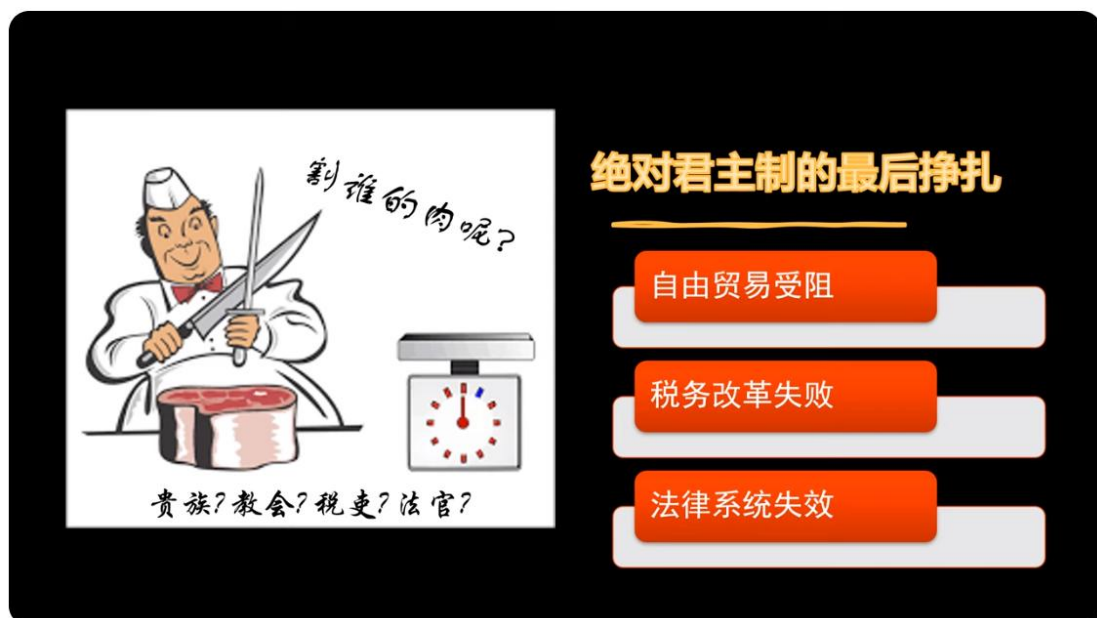 割谁的肉呢?
贵族?教会?税吏?法官?
绝对君主制的最后挣扎
自由贸易受阻
税务改革失败
法律系统失效